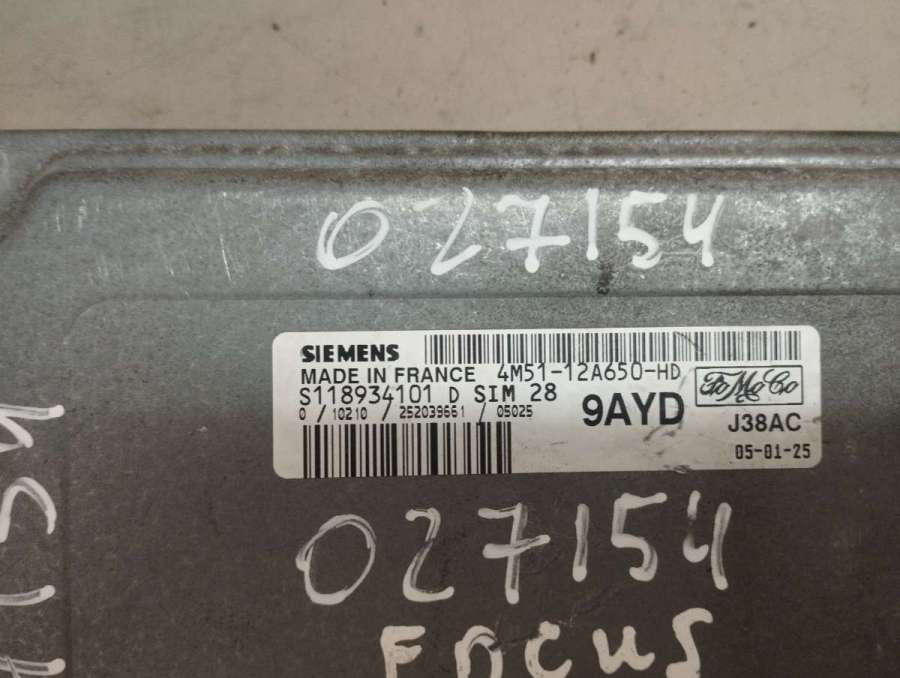 027154
SIEMENS
MADE IN FRANCE 4M51-12A650-HD
S118934101 D SIM 28
0 / 10210 / 252039661 / 05025
9AYD
FoMoCo
J38AC
05-01-25
027154
FOCUS